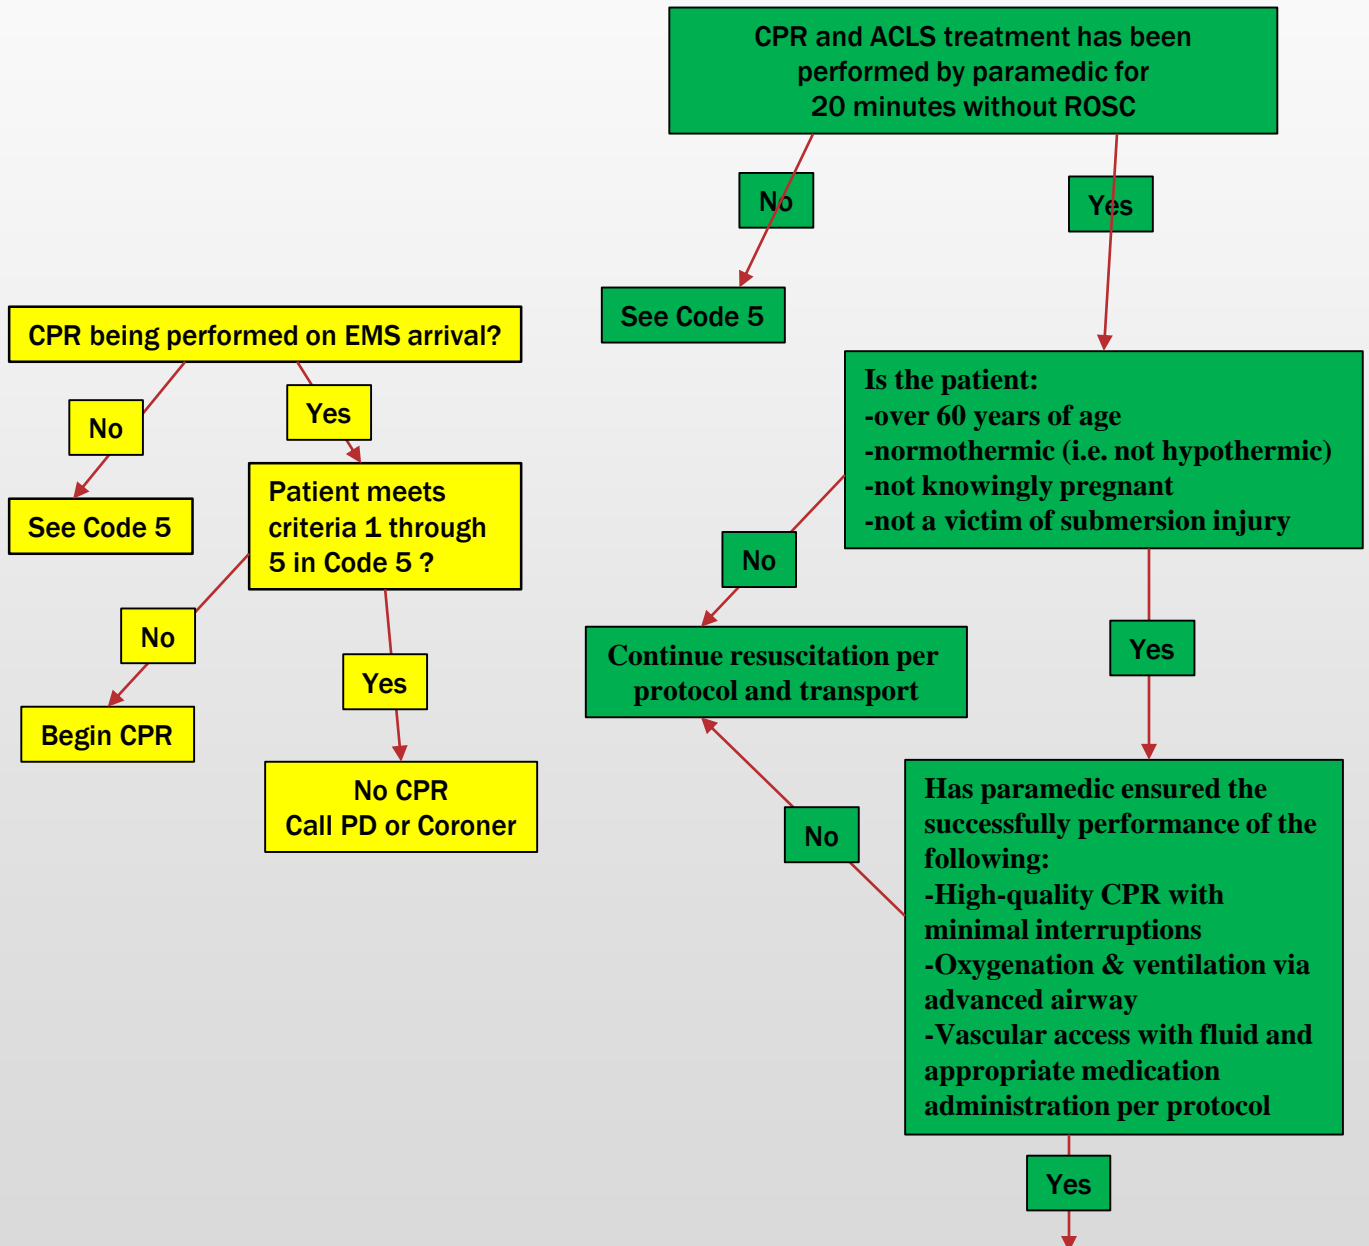 CPR and ACLS treatment has been
performed by paramedic for
20 minutes without ROSC
No
Yes
See Code 5
Is the patient:
-over 60 years of age
-normothermic (i.e. not hypothermic)
-not knowingly pregnant
-not a victim of submersion injury
No
Yes
Continue resuscitation per
protocol and transport
No
Has paramedic ensured the
successfully performance of the
following:
-High-quality CPR with
minimal interruptions
-Oxygenation & ventilation via
advanced airway
-Vascular access with fluid and
appropriate medication
administration per protocol
Yes
CPR being performed on EMS arrival?
No
Yes
See Code 5
Patient meets
criteria 1 through
5 in Code 5 ?
No
Yes
Begin CPR
No CPR
Call PD or Coroner